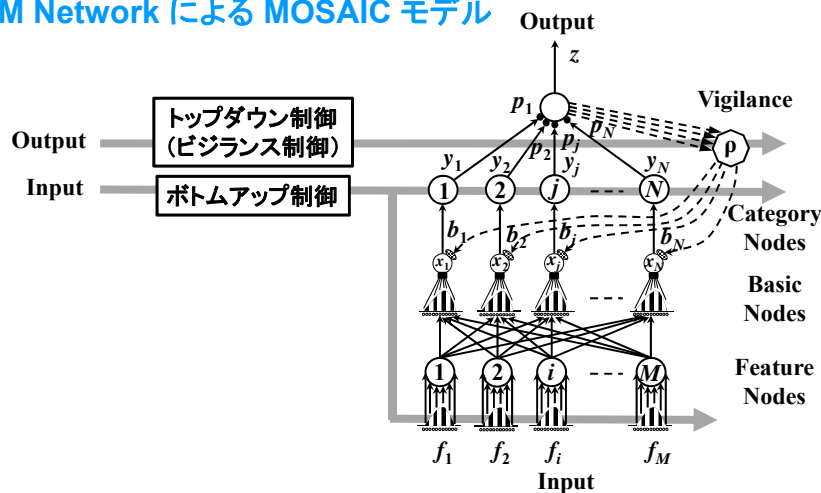 M Network による MOSAIC モデル
Output
z
p1
Vigilance
トップダウン制御
(ビジランス制御)
Output
ρ
p2 pj pN
y1 y2 yj yN
Input
ボトムアップ制御
1 2 j N
Category
Nodes
b1 b2 bj bN
x1 x2 xj xN
Basic
Nodes
1 2 i M
Feature
Nodes
f1 f2 fi fM
Input